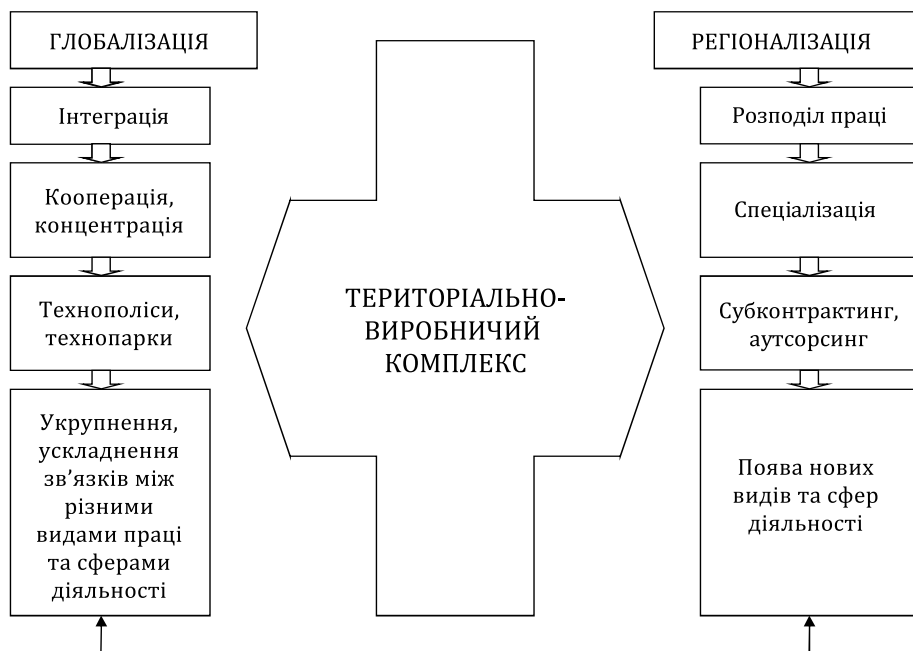 ГЛОБАЛІЗАЦІЯ
Інтеграція
Кооперація,
концентрація
Технополіси,
технопарки
Укрупнення,
ускладнення
зв’язків між
різними
видами праці
та сферами
діяльності
ТЕРИТОРІАЛЬНО-
ВИРОБНИЧИЙ
КОМПЛЕКС
РЕГІОНАЛІЗАЦІЯ
Розподіл праці
Спеціалізація
Субконтрактинг,
аутсорсинг
Поява нових
видів та сфер
діяльності